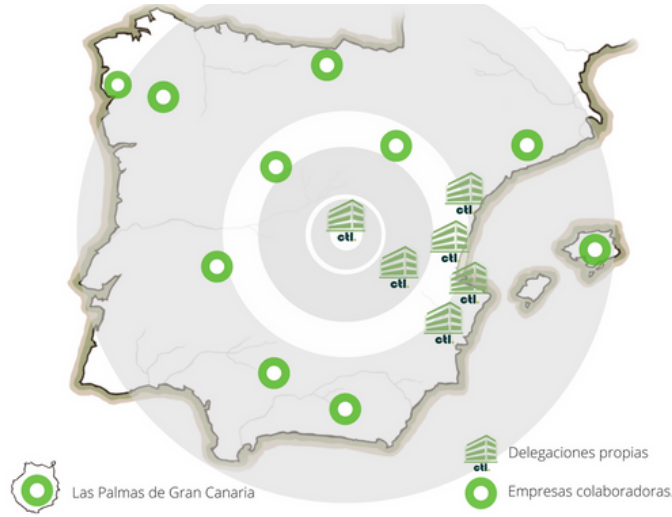 ctl.
ctl.
ctl.
ctl.
ctl.
ctl.
Delegaciones propias
ctl.
Las Palmas de Gran Canaria
Empresas colaboradoras